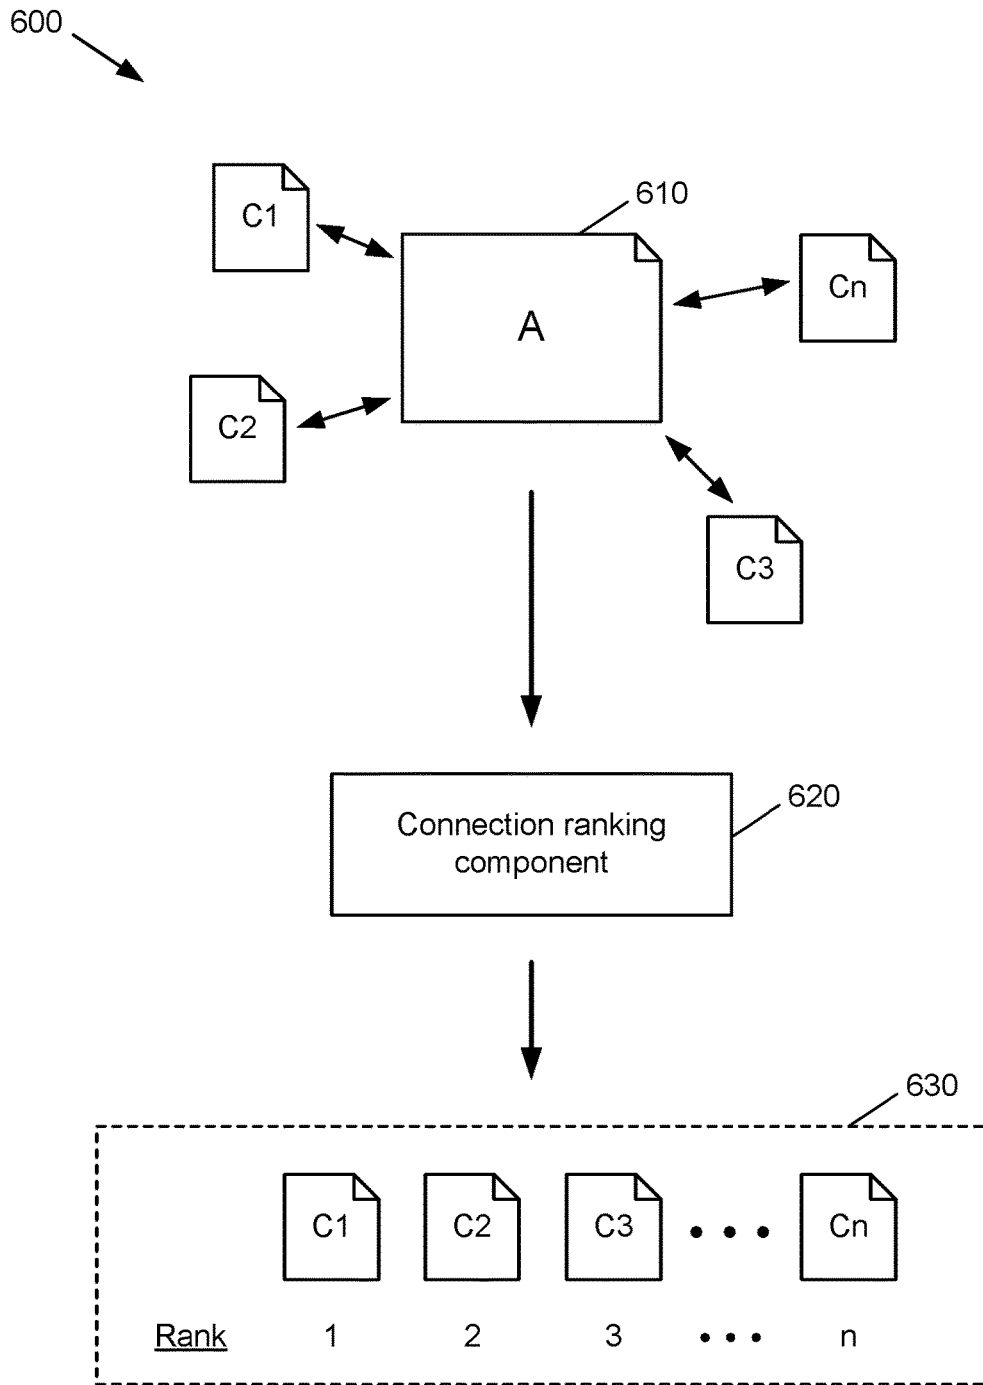 600
610
C1
Cn
A
C2
C3
620
Connection ranking
component
630
C1 C2 C3 • • • Cn
Rank 1 2 3 • • • n